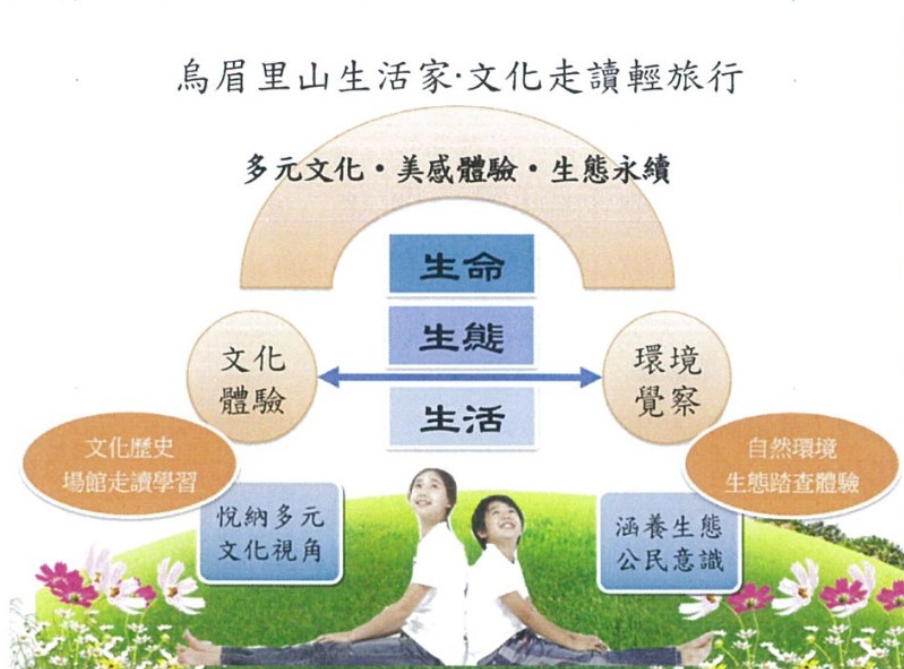 烏眉里山生活家·文化走讀輕旅行
多元文化·美感體驗·生態永續
生命
生態
生活
文化
體驗
環境
覺察
文化歷史
場館走讀學習
自然環境
生態踏查體驗
悅納多元
文化視角
涵養生態
公民意識